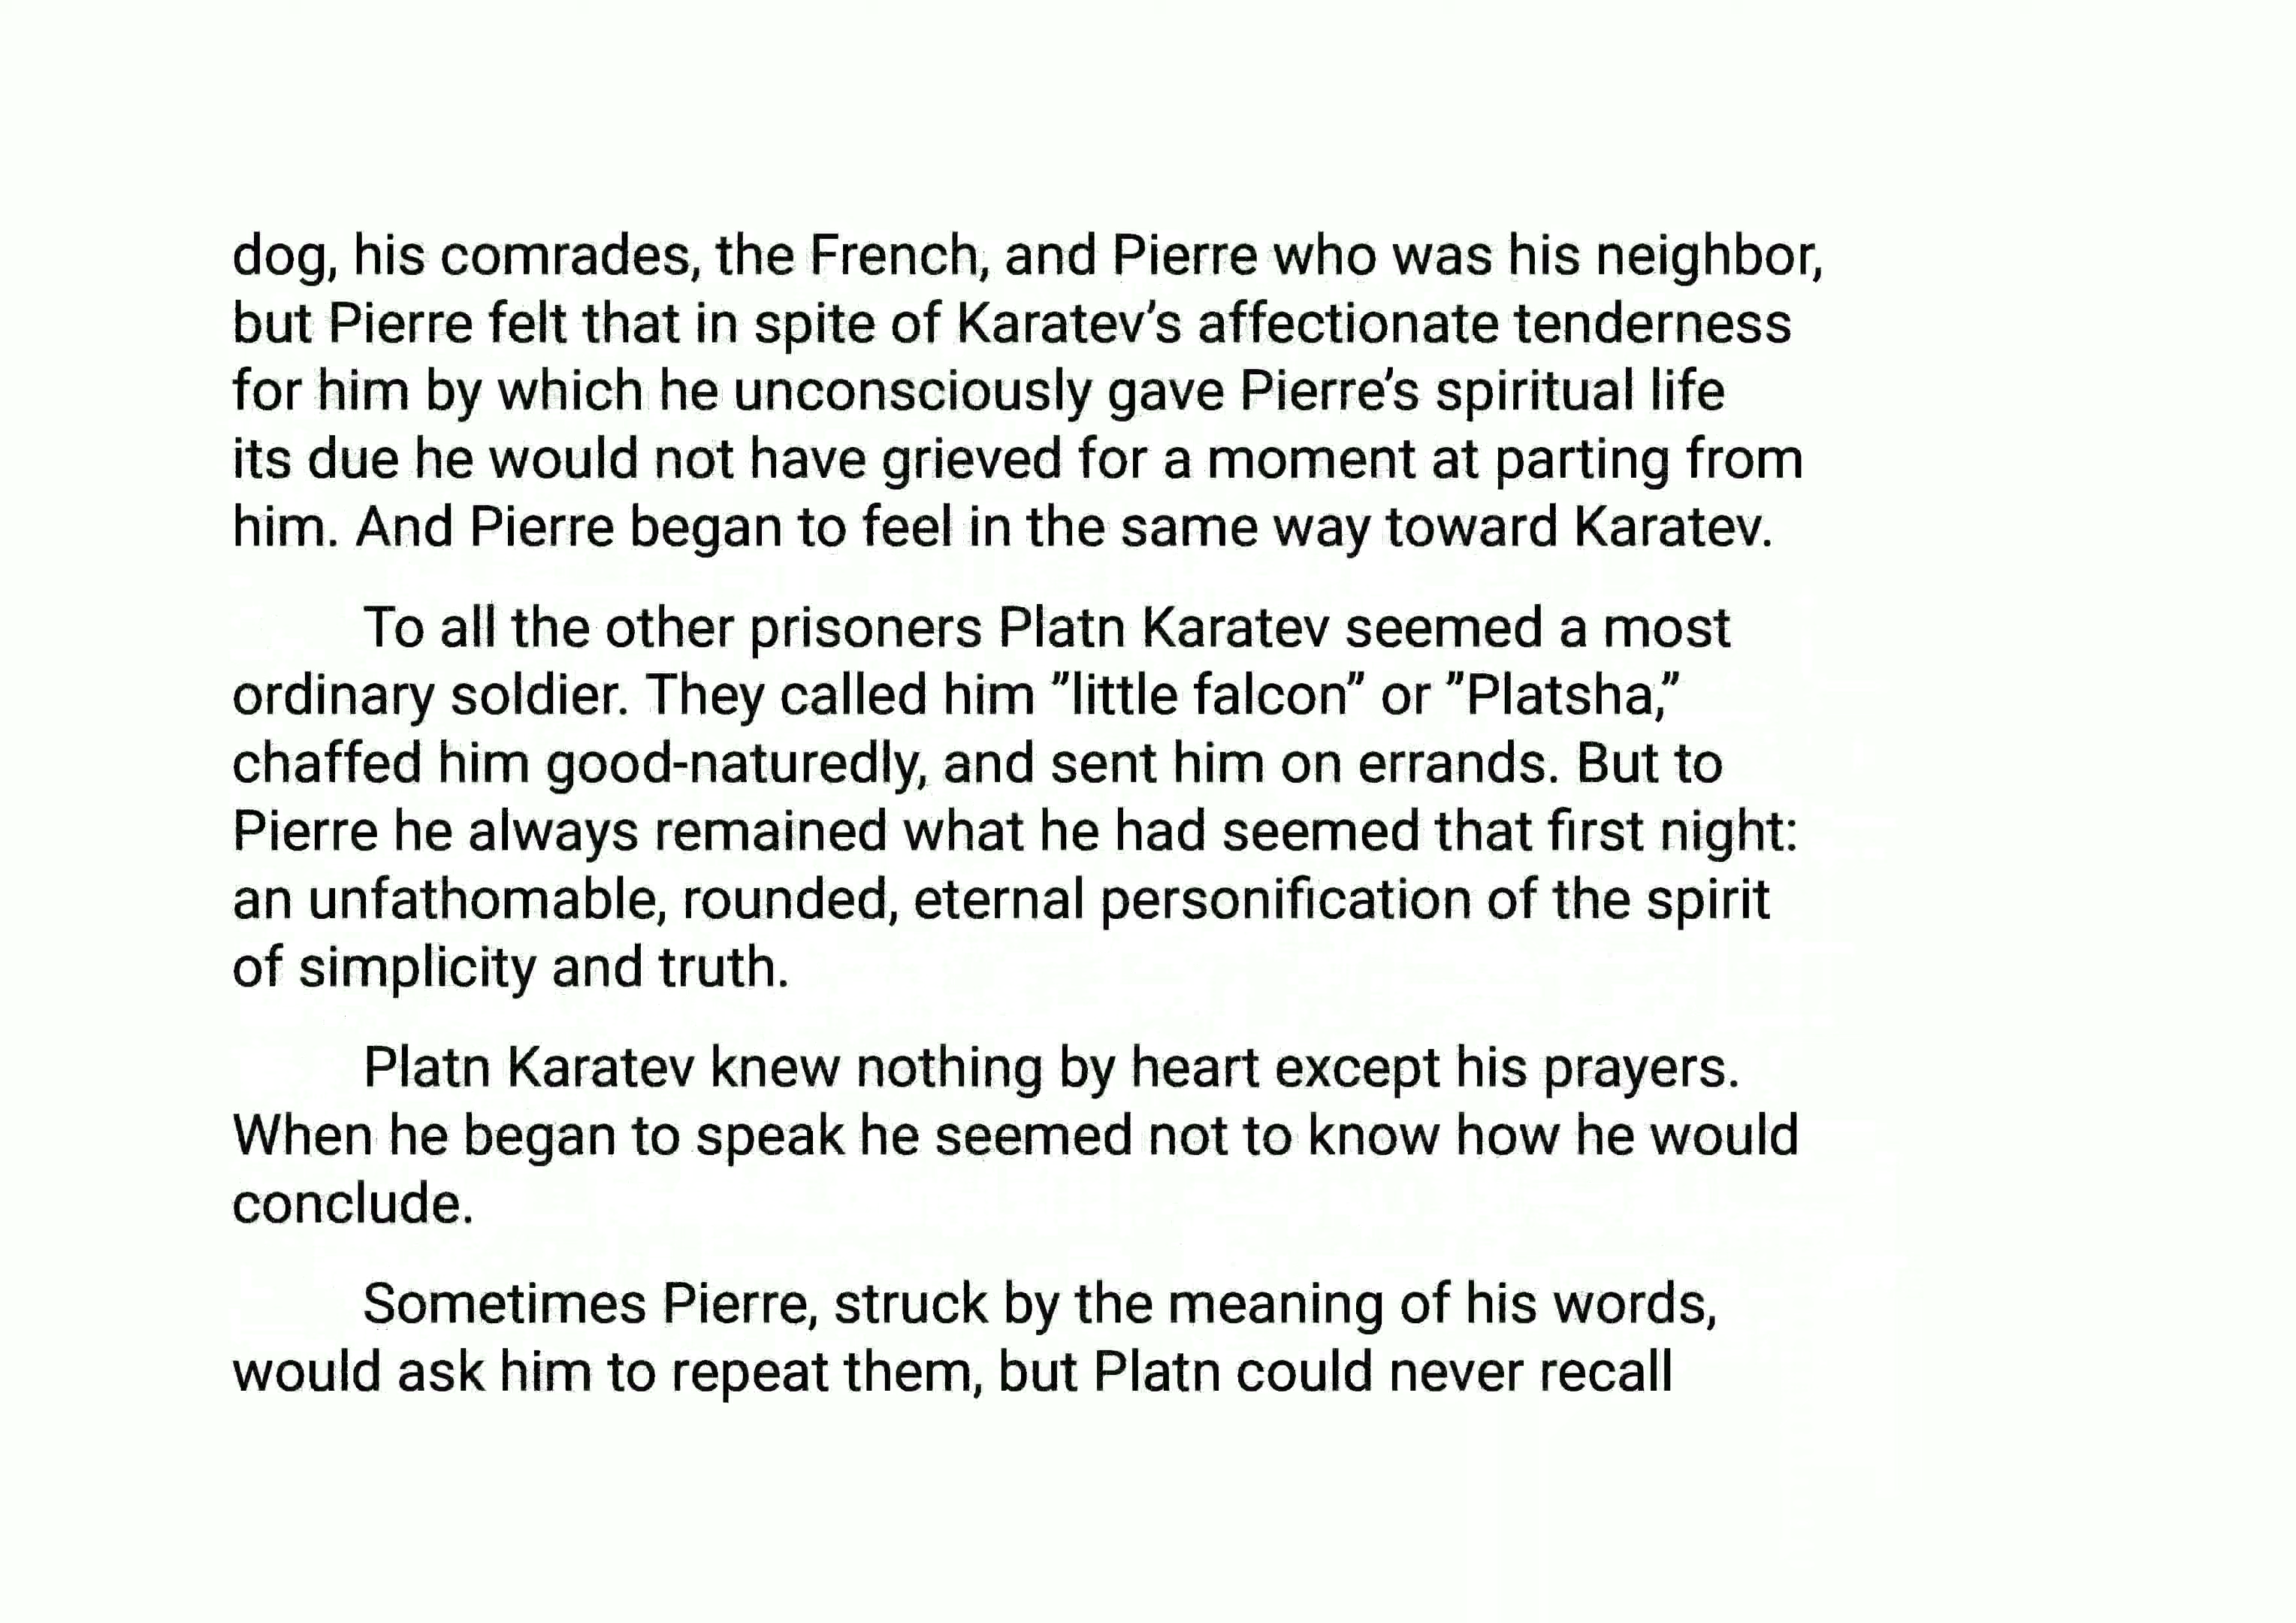 dog, his comrades, the French, and Pierre who was his neighbor,
but Pierre felt that in spite of Karatev's affectionate tenderness
for him by which he unconsciously gave Pierre's spiritual life
its due he would not have grieved for a moment at parting from
him. And Pierre began to feel in the same way toward Karatev.
To all the other prisoners Platn Karatev seemed a most
ordinary soldier. They called him "little falcon" or "Platsha,"
chaffed him good-naturedly, and sent him on errands. But to
Pierre he always remained what he had seemed that first night:
an unfathomable, rounded, eternal personification of the spirit
of simplicity and truth.
Platn Karatev knew nothing by heart except his prayers.
When he began to speak he seemed not to know how he would
conclude.
Sometimes Pierre, struck by the meaning of his words,
would ask him to repeat them, but Platn could never recall